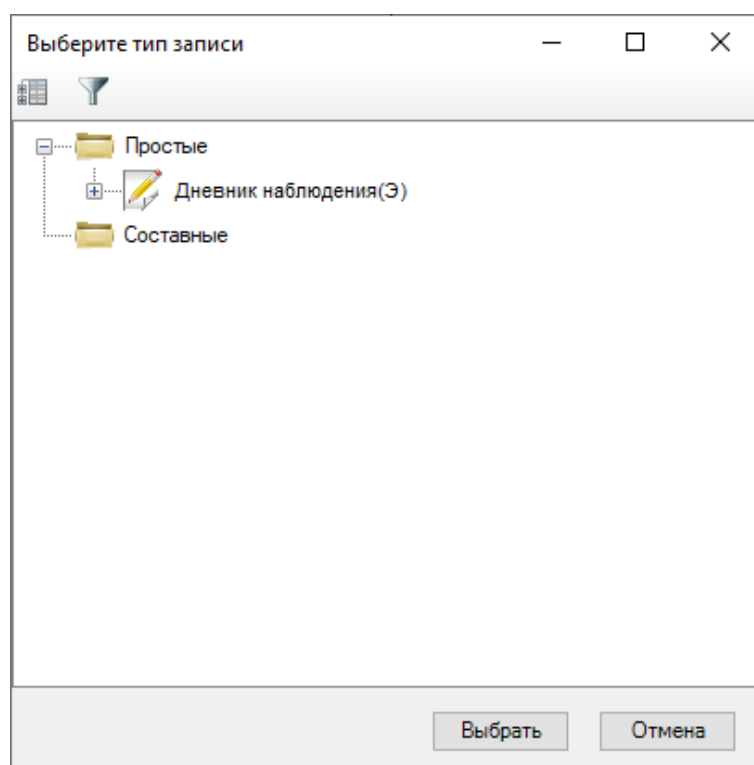 Выберите тип записи
Простые
Дневник наблюдения(Э)
Составные
Выбрать Отмена